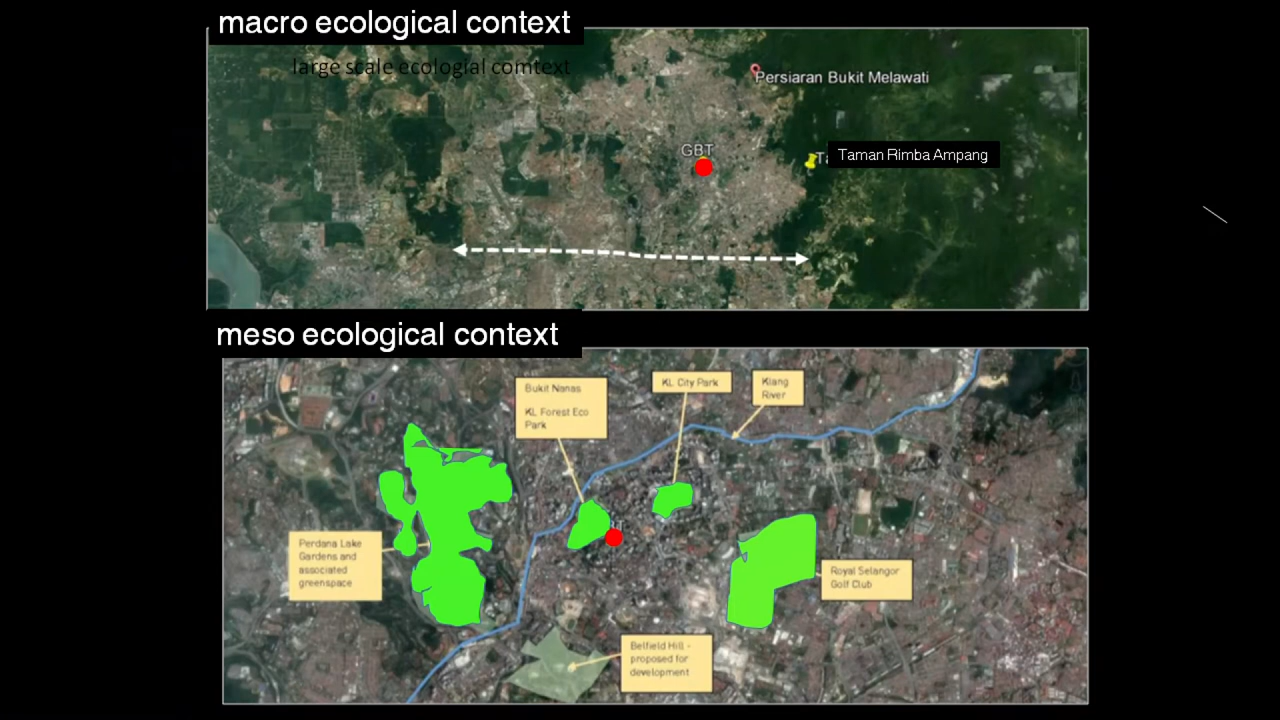 macro ecological context
large scale ecologial comtext
Persiaran Bukit Melawati
GBT
Taman Rimba Ampang
meso ecological context
Bukit Nanas
KL Forest Eco
Park
KL City Park
Klang
River
Perdana Lake
Gardens and
associated
greenspace
Royal Selangor
Golf Club
Belfield Hill -
proposed for
development